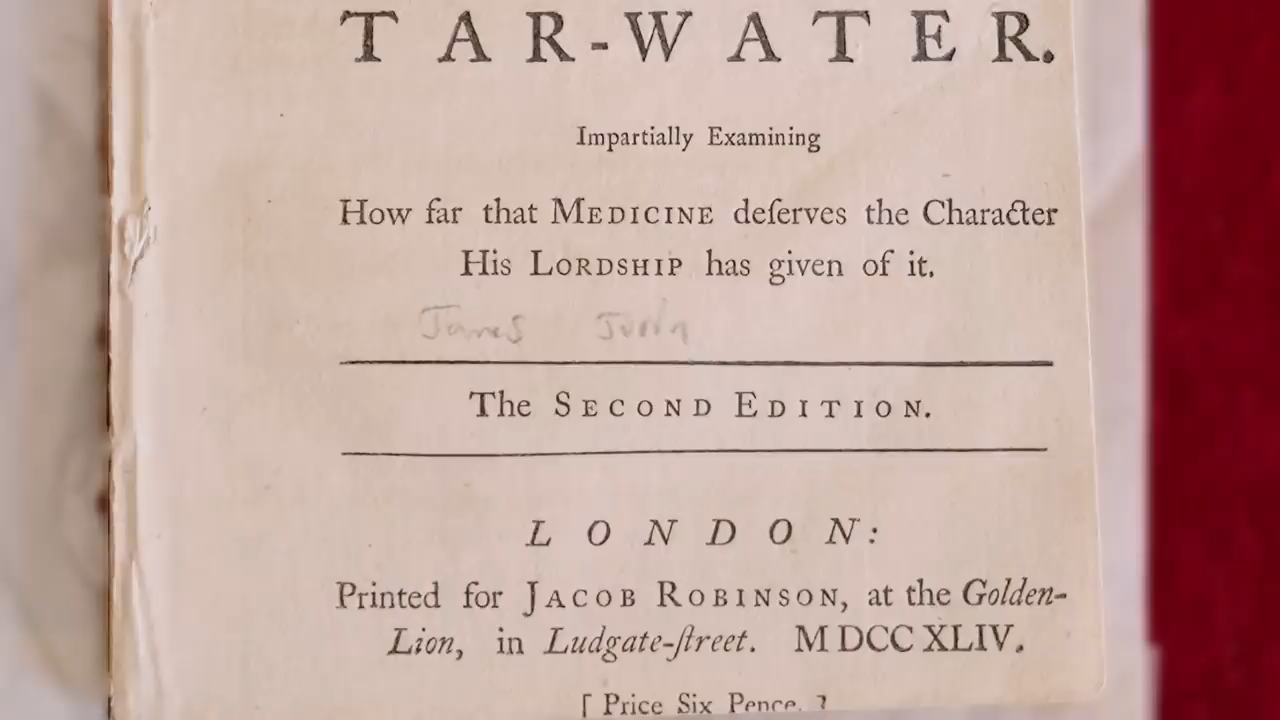 TAR-WATER.
Impartially Examining
How far that MEDICINE deſerves the Character
His LORDSHIP has given of it.
James Jurin
The SECOND EDITION.
LONDON:
Printed for JACOB ROBINSON, at the Golden-
Lion, in Ludgate-ſtreet. MDCCXLIV.
[ Price Six Pence. ]